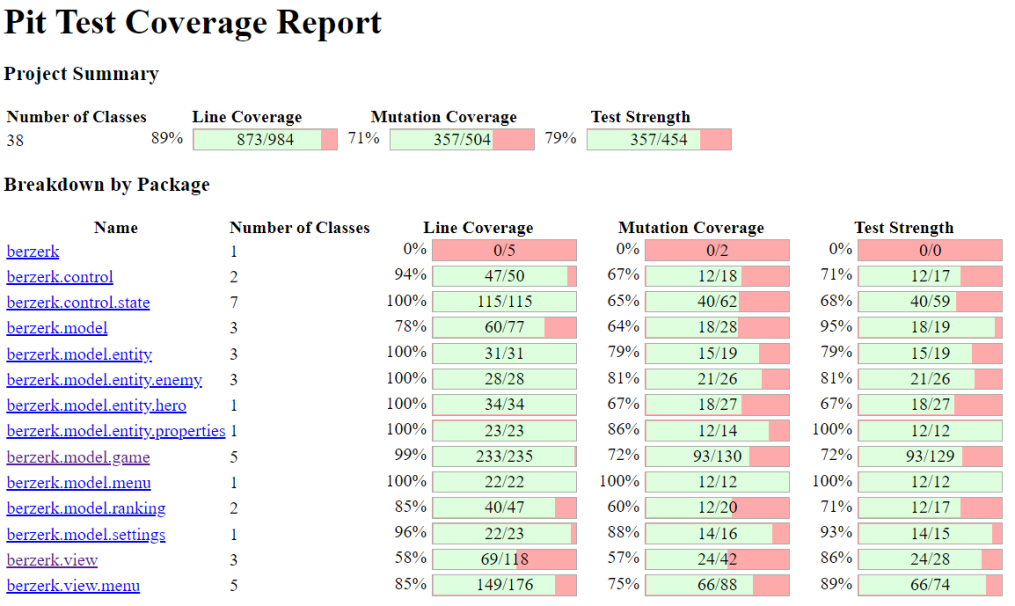 Pit Test Coverage Report
Project Summary
Number of Classes Line Coverage Mutation Coverage Test Strength
38 89% 873/984 71% 357/504 79% 357/454
Breakdown by Package
Name Number of Classes Line Coverage Mutation Coverage Test Strength
berzerk 1 0% 0/5 0% 0/2 0% 0/0
berzerk.control 2 94% 47/50 67% 12/18 71% 12/17
berzerk.control.state 7 100% 115/115 65% 40/62 68% 40/59
berzerk.model 3 78% 60/77 64% 18/28 95% 18/19
berzerk.model.entity 3 100% 31/31 79% 15/19 79% 15/19
berzerk.model.entity.enemy 3 100% 28/28 81% 21/26 81% 21/26
berzerk.model.entity.hero 1 100% 34/34 67% 18/27 67% 18/27
berzerk.model.entity.properties 1 100% 23/23 86% 12/14 100% 12/12
berzerk.model.game 5 99% 233/235 72% 93/130 72% 93/129
berzerk.model.menu 1 100% 22/22 100% 12/12 100% 12/12
berzerk.model.ranking 2 85% 40/47 60% 12/20 71% 12/17
berzerk.model.settings 1 96% 22/23 88% 14/16 93% 14/15
berzerk.view 3 58% 69/118 57% 24/42 86% 24/28
berzerk.view.menu 5 85% 149/176 75% 66/88 89% 66/74